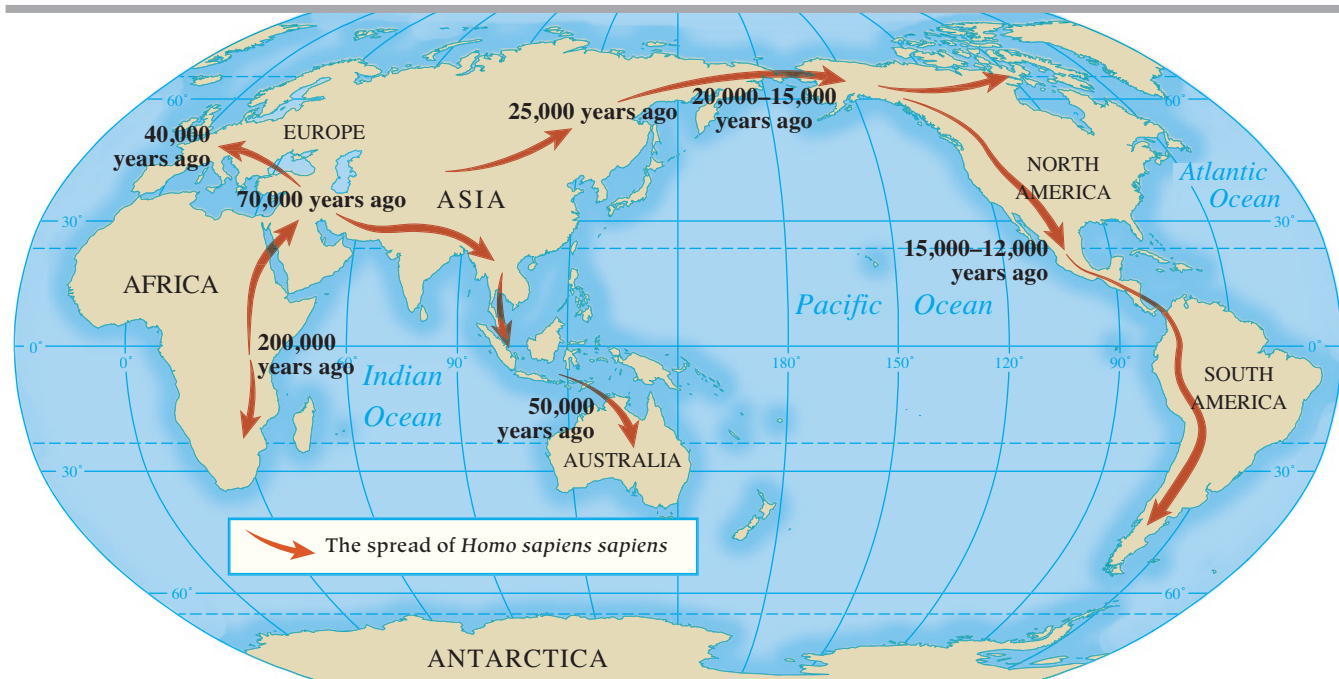 60°
60°
25,000 years ago
20,000–15,000
years ago
40,000
years ago
EUROPE
NORTH
AMERICA
Atlantic
Ocean
70,000 years ago
ASIA
30°
30°
15,000–12,000
years ago
AFRICA
Pacific Ocean
200,000
years ago
0°
0°
0°
60°
90°
180°
150°
120°
90°
Indian
Ocean
SOUTH
AMERICA
50,000
years ago
AUSTRALIA
30°
30°
The spread of Homo sapiens sapiens
60°
60°
ANTARCTICA